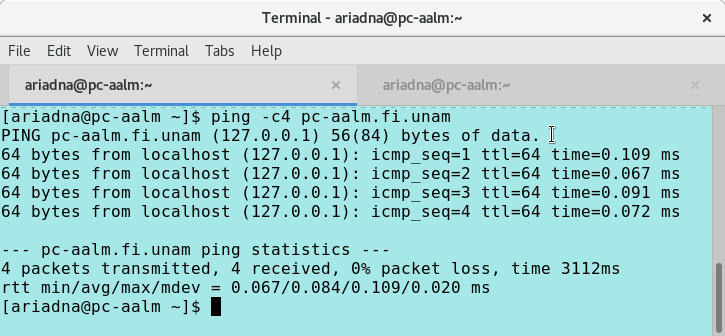 Terminal - ariadna@pc-aalm:~
File Edit View Terminal Tabs Help
ariadna@pc-aalm:~ ariadna@pc-aalm:~
[ariadna@pc-aalm ~]$ ping -c4 pc-aalm.fi.unam
PING pc-aalm.fi.unam (127.0.0.1) 56(84) bytes of data.
64 bytes from localhost (127.0.0.1): icmp_seq=1 ttl=64 time=0.109 ms
64 bytes from localhost (127.0.0.1): icmp_seq=2 ttl=64 time=0.067 ms
64 bytes from localhost (127.0.0.1): icmp_seq=3 ttl=64 time=0.091 ms
64 bytes from localhost (127.0.0.1): icmp_seq=4 ttl=64 time=0.072 ms
--- pc-aalm.fi.unam ping statistics ---
4 packets transmitted, 4 received, 0% packet loss, time 3112ms
rtt min/avg/max/mdev = 0.067/0.084/0.109/0.020 ms
[ariadna@pc-aalm ~]$